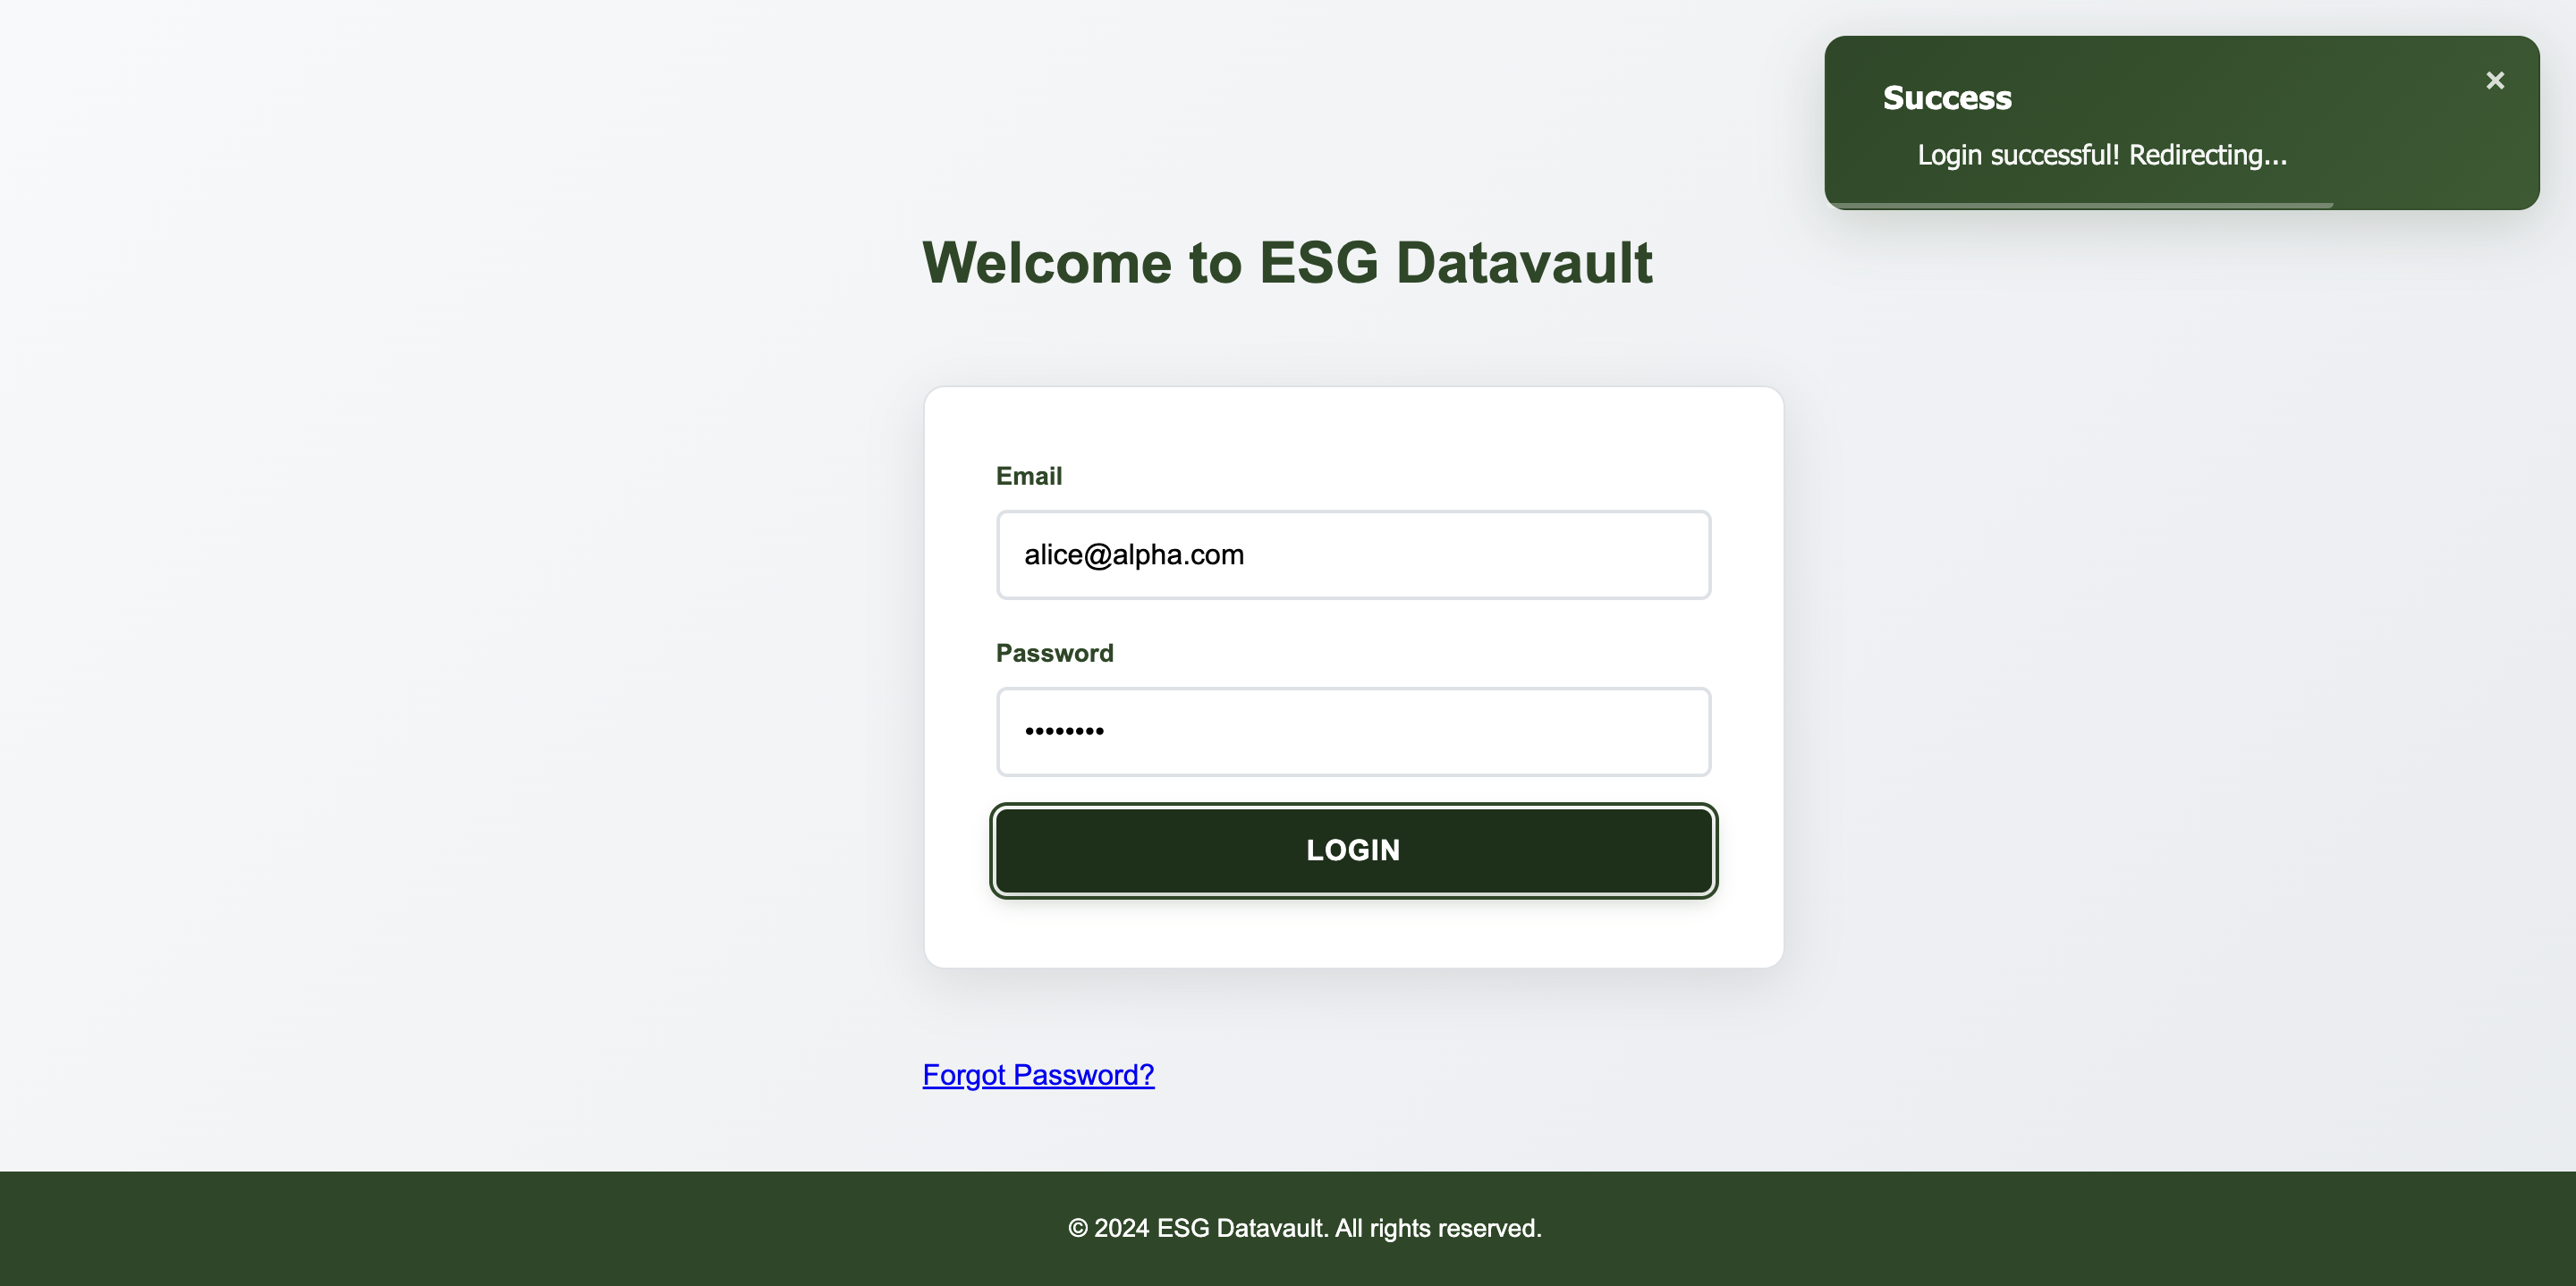 Success
×
Login successful! Redirecting...
Welcome to ESG Datavault
Email
alice@alpha.com
Password
••••••••
LOGIN
Forgot Password?
© 2024 ESG Datavault. All rights reserved.